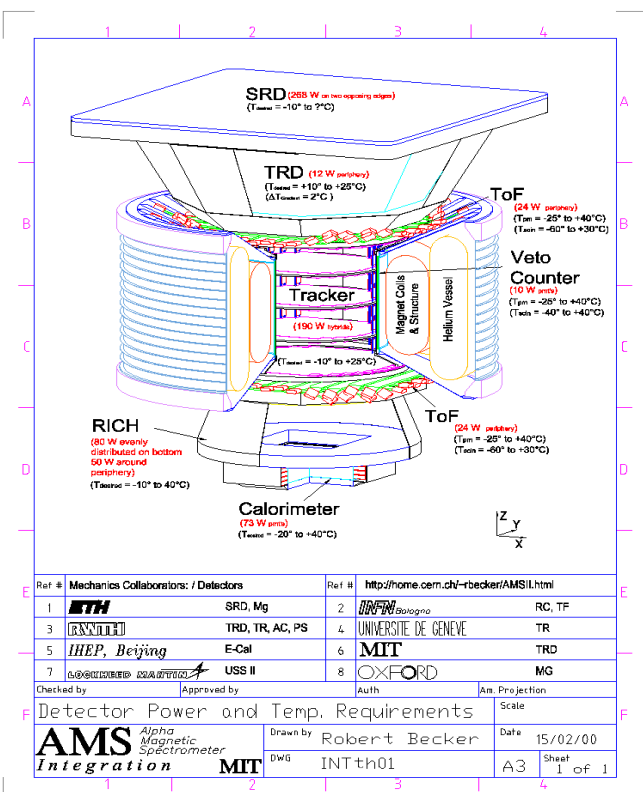 1 2 3 4
A
SRD (268 W on two opposing edges)
(Tdesired = -10° to ?°C)
A
TRD (12 W periphery)
(Tdesired = +10° to +25°C)
(ΔTGradient = 2°C )
B
ToF
(24 W periphery)
(Tpm = -25° to +40°C)
(Tscin = -60° to +30°C)
B
Veto
Counter
(10 W pmts)
(Tpm = -25° to +40°C)
(Tscin = -40° to +40°C)
Tracker
(190 W hybrids)
(Tdesired = -10° to +25°C)
Magnet Coils
& Structure
Helium Vessel
C
C
ToF
(24 W periphery)
(Tpm = -25° to +40°C)
(Tscin = -60° to +30°C)
RICH
(80 W evenly
distributed on bottom
50 W around
periphery)
(Tdesired = -10° to 40°C)
D
D
Calorimeter
(73 W pmts)
(Tdesired = -20° to +40°C)
Z
Y
X
E
E
Ref # Mechanics Collaborators: / Detectors Ref # http://home.cern.ch/~rbecker/AMSII.html
1 ETH SRD, Mg 2 INFN Bologna RC, TF
3 RWTH TRD, TR, AC, PS 4 UNIVERSITE DE GENEVE TR
5 IHEP, Beijing E-Cal 6 MIT TRD
7 LOCKHEED MARTIN USS II 8 OXFORD MG
Checked by Approved by Auth Am. Projection
F
Detector Power and Temp. Requirements Scale
F
AMS Alpha
Magnetic
Spectrometer
Integration MIT
Drawn by Robert Becker Date 15/02/00
DWG INTth01 A3 Sheet 1 of 1
1 2 3 4